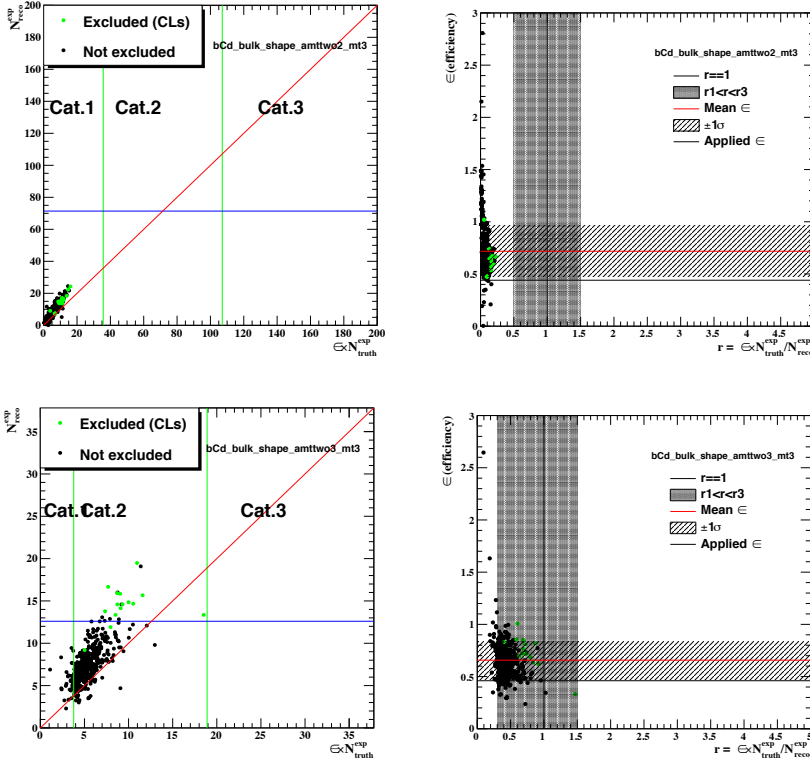 N^exp_reco
200
180
160
140
120
100
80
60
40
20
0
Excluded (CLs)
Not excluded
bCd_bulk_shape_amttwo2_mt3
Cat.1 Cat.2 Cat.3
0 20 40 60 80 100 120 140 160 180 200
∈×N^exp_truth
∈(efficiency)
3
2.5
2
1.5
1
0.5
0
bCd_bulk_shape_amttwo2_mt3
r==1
r1<r<r3
Mean ∈
±1σ
Applied ∈
0 0.5 1 1.5 2 2.5 3 3.5 4 4.5 5
r = ∈×N^exp_truth/N^exp_reco
N^exp_reco
35
30
25
20
15
10
5
0
Excluded (CLs)
Not excluded
bCd_bulk_shape_amttwo3_mt3
Cat.1 Cat.2 Cat.3
0 5 10 15 20 25 30 35
∈×N^exp_truth
∈(efficiency)
3
2.5
2
1.5
1
0.5
0
bCd_bulk_shape_amttwo3_mt3
r==1
r1<r<r3
Mean ∈
±1σ
Applied ∈
0 0.5 1 1.5 2 2.5 3 3.5 4 4.5 5
r = ∈×N^exp_truth/N^exp_reco